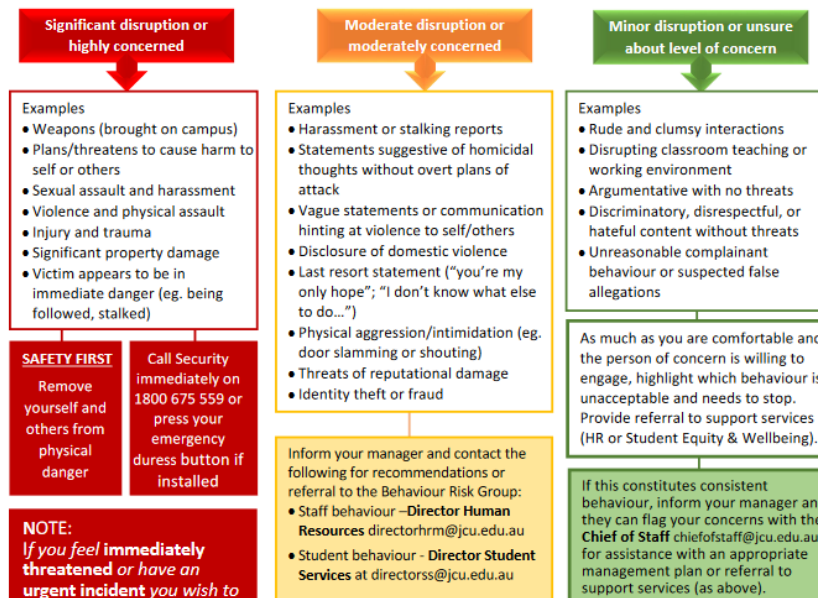 Significant disruption or
highly concerned
Examples
• Weapons (brought on campus)
• Plans/threatens to cause harm to
self or others
• Sexual assault and harassment
• Violence and physical assault
• Injury and trauma
• Significant property damage
• Victim appears to be in
immediate danger (eg. being
followed, stalked)
SAFETY FIRST
Remove
yourself and
others from
physical
danger
Call Security
immediately on
1800 675 559 or
press your
emergency
duress button if
installed
NOTE:
If you feel immediately
threatened or have an
urgent incident you wish to
Moderate disruption or
moderately concerned
Examples
• Harassment or stalking reports
• Statements suggestive of homicidal
thoughts without overt plans of
attack
• Vague statements or communication
hinting at violence to self/others
• Disclosure of domestic violence
• Last resort statement (“you’re my
only hope”; “I don’t know what else
to do…”)
• Physical aggression/intimidation (eg.
door slamming or shouting)
• Threats of reputational damage
• Identity theft or fraud
Inform your manager and contact the
following for recommendations or
referral to the Behaviour Risk Group:
• Staff behaviour –Director Human
Resources directorhrm@jcu.edu.au
• Student behaviour - Director Student
Services at directorss@jcu.edu.au
Minor disruption or unsure
about level of concern
Examples
• Rude and clumsy interactions
• Disrupting classroom teaching or
working environment
• Argumentative with no threats
• Discriminatory, disrespectful, or
hateful content without threats
• Unreasonable complainant
behaviour or suspected false
allegations
As much as you are comfortable and
the person of concern is willing to
engage, highlight which behaviour is
unacceptable and needs to stop.
Provide referral to support services
(HR or Student Equity & Wellbeing).
If this constitutes consistent
behaviour, inform your manager an
they can flag your concerns with the
Chief of Staff chiefofstaff@jcu.edu.au
for assistance with an appropriate
management plan or referral to
support services (as above).